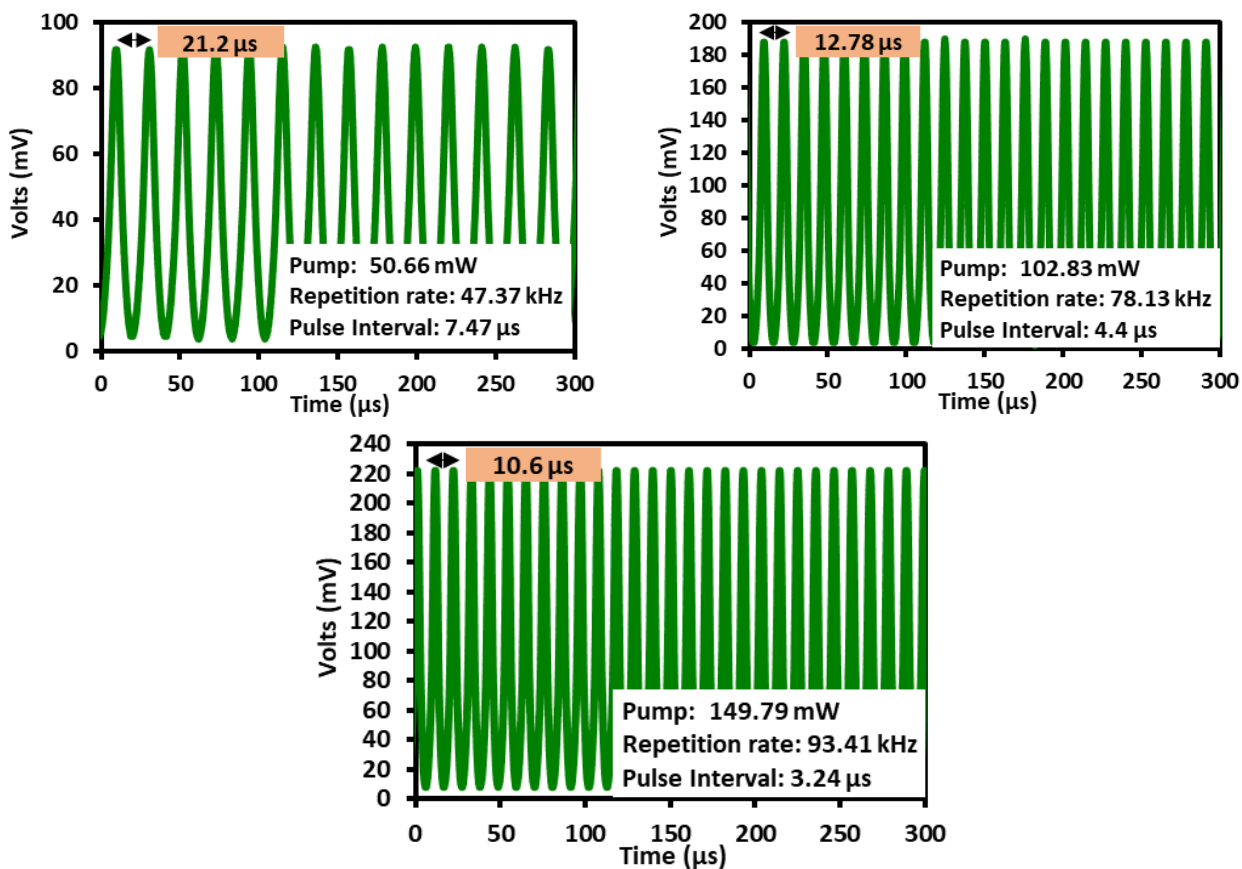 100
80
60
40
20
0
Volts (mV)
21.2 µs
Pump: 50.66 mW
Repetition rate: 47.37 kHz
Pulse Interval: 7.47 µs
0 50 100 150 200 250 300
Time (µs)
200
180
160
140
120
100
80
60
40
20
0
Volts (mV)
12.78 µs
Pump: 102.83 mW
Repetition rate: 78.13 kHz
Pulse Interval: 4.4 µs
0 50 100 150 200 250 300
Time (µs)
240
220
200
180
160
140
120
100
80
60
40
20
0
Volts (mV)
10.6 µs
Pump: 149.79 mW
Repetition rate: 93.41 kHz
Pulse Interval: 3.24 µs
0 50 100 150 200 250 300
Time (µs)